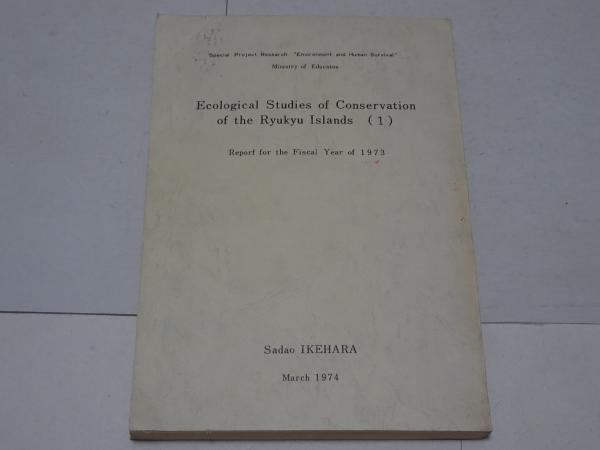 Special Project Research "Environment and Human Survival"
Ministry of Education
Ecological Studies of Conservation
of the Ryukyu Islands (1)
Reporf for the Fiscal Year of 1973
Sadao IKEHARA
March 1974